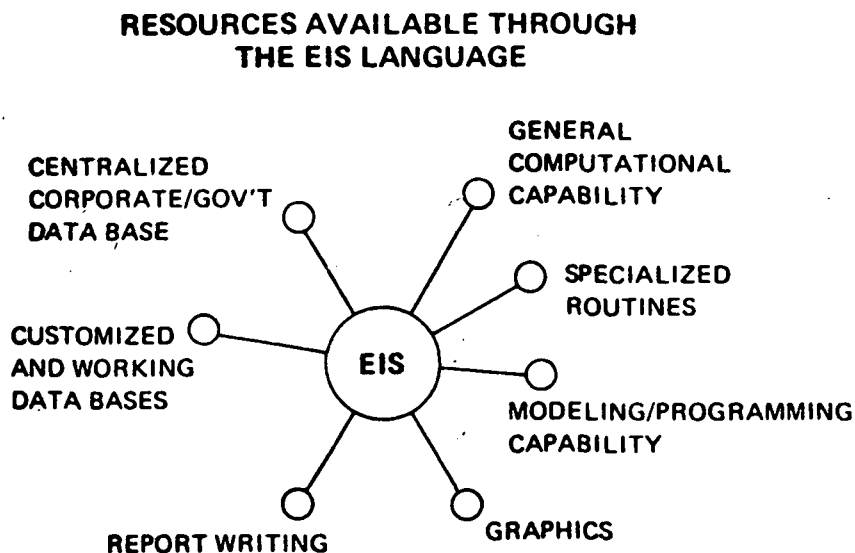 RESOURCES AVAILABLE THROUGH
THE EIS LANGUAGE
GENERAL
COMPUTATIONAL
CAPABILITY
CENTRALIZED
CORPORATE/GOV'T
DATA BASE
SPECIALIZED
ROUTINES
CUSTOMIZED
AND WORKING
DATA BASES
EIS
MODELING/PROGRAMMING
CAPABILITY
REPORT WRITING
GRAPHICS